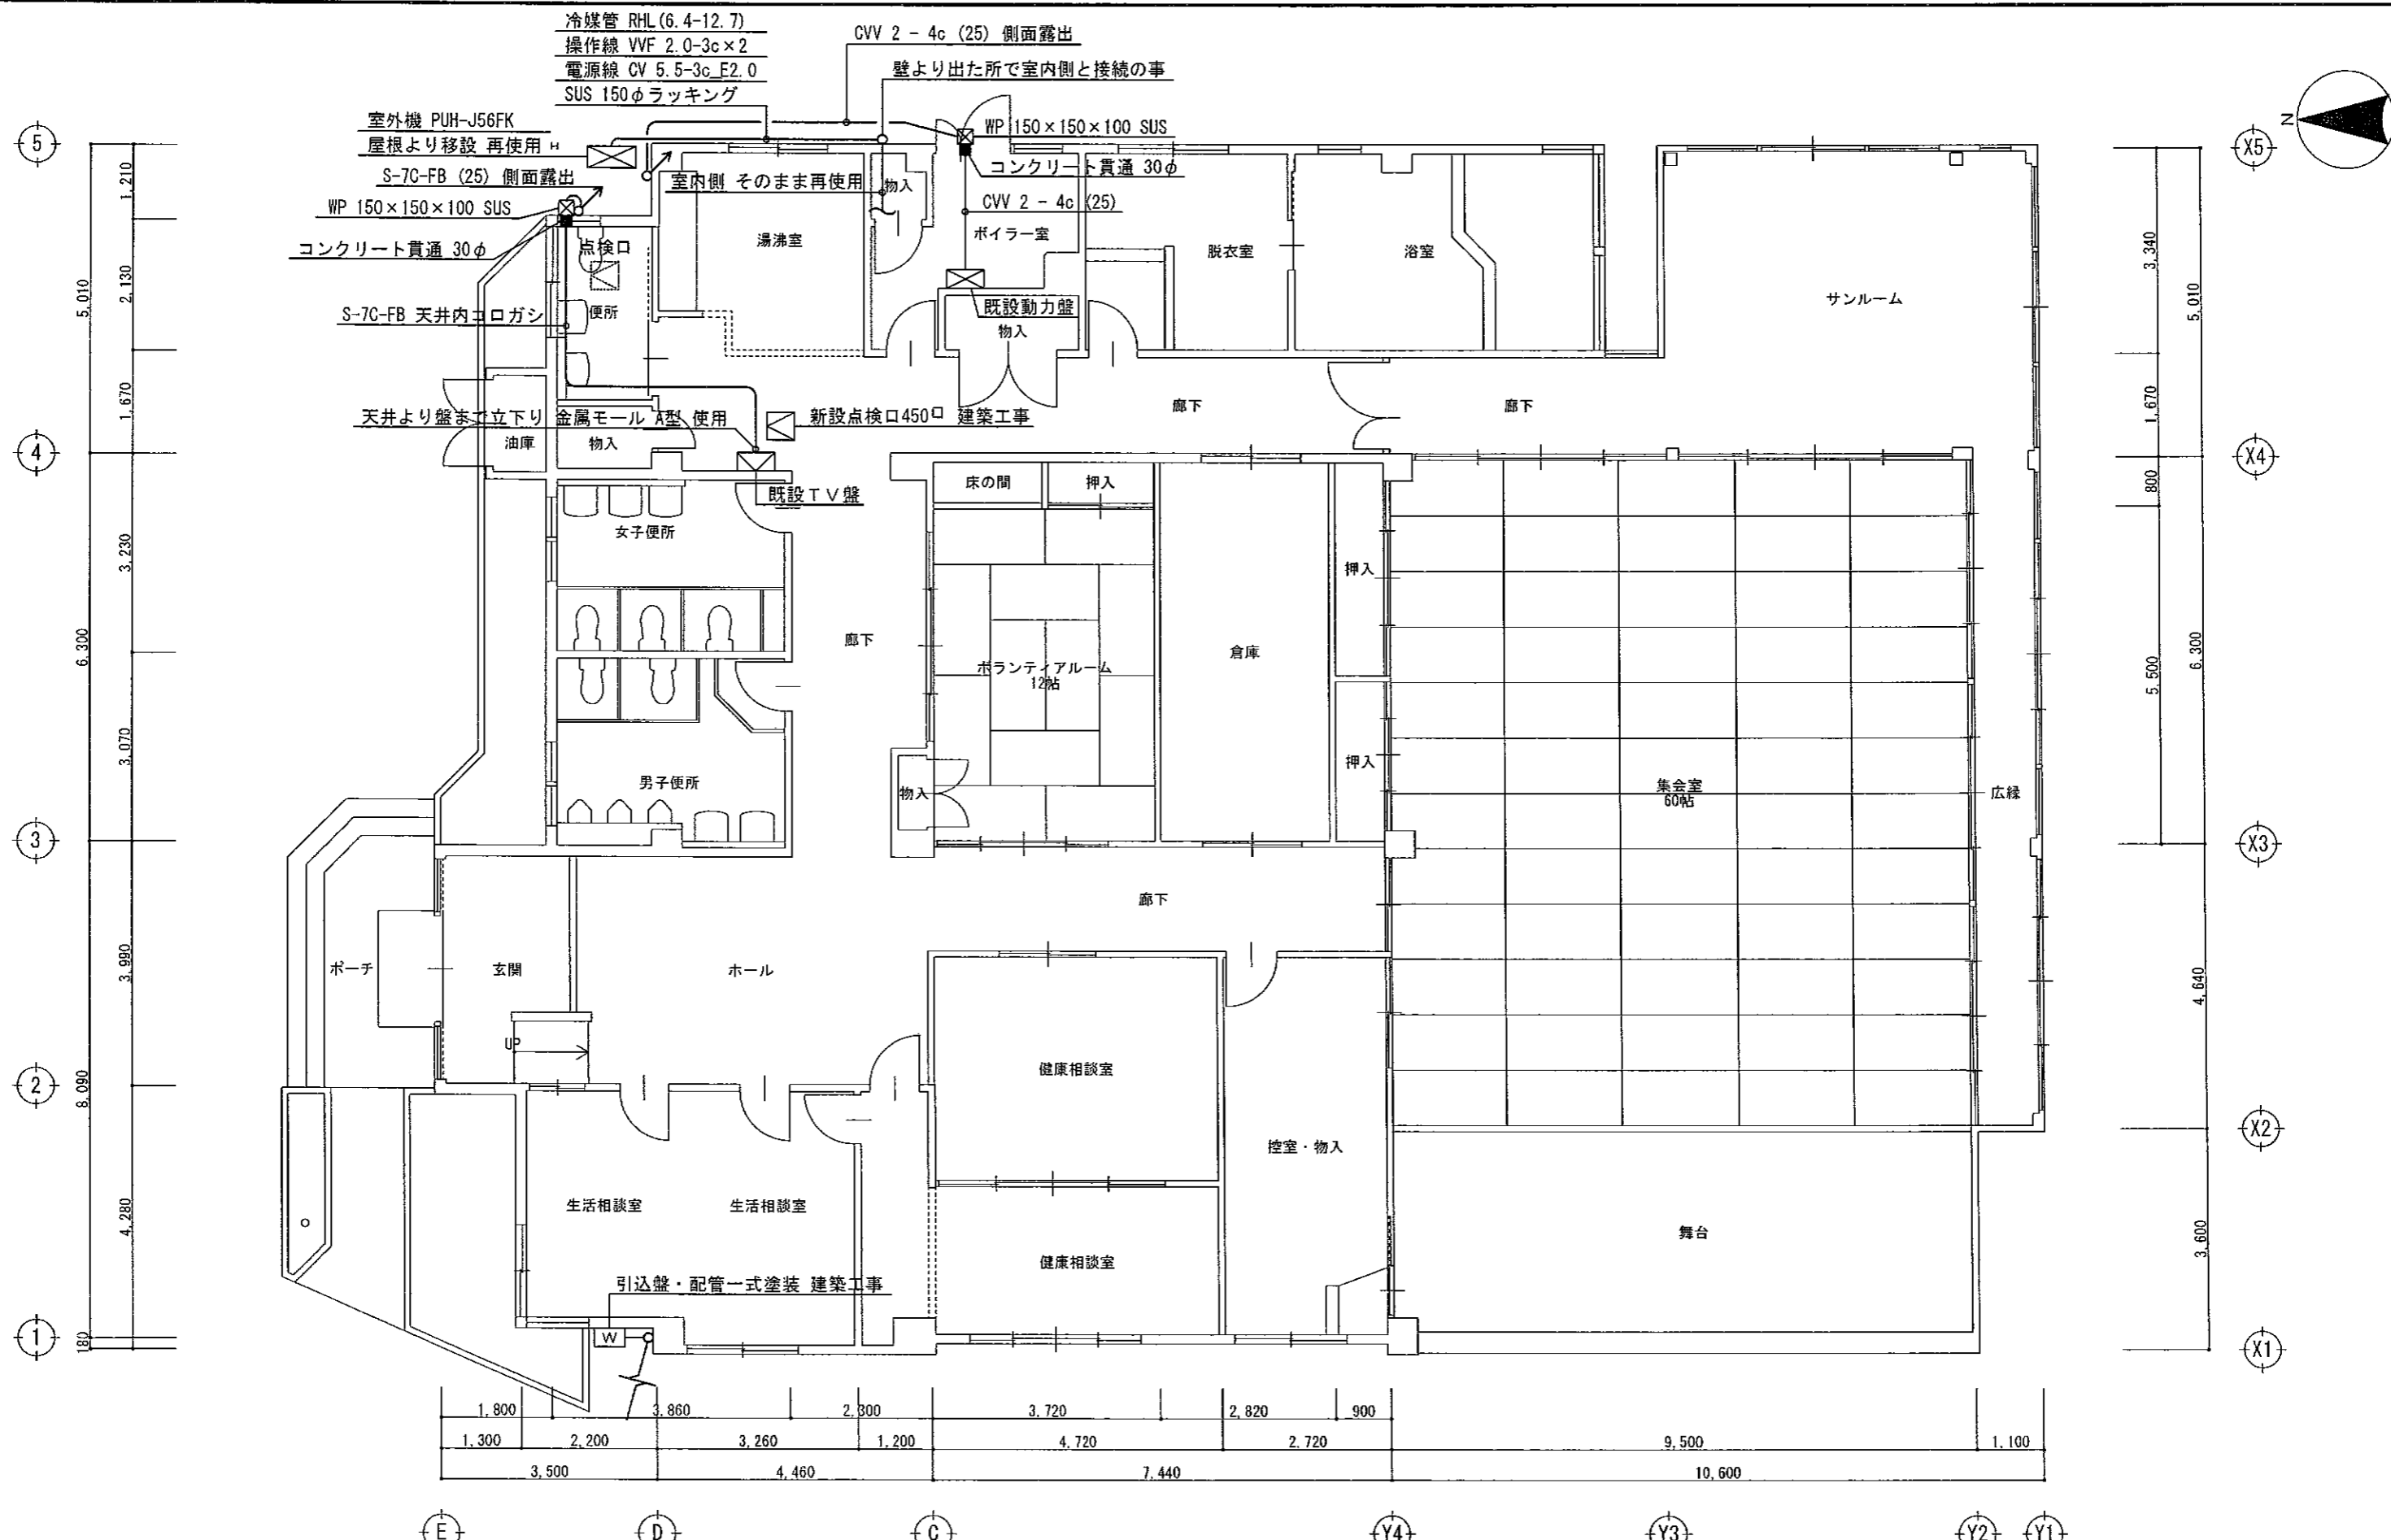 冷媒管 RHL(6.4-12.7)
操作線 VVF 2.0-3c×2
電源線 CV 5.5-3c_E2.0
SUS 150φラッキング
CVV 2 - 4c (25) 側面露出
壁より出た所で室内側と接続の事
室外機 PUH-J56FK
屋根より移設 再使用
WP 150×150×100 SUS
コンクリート貫通 30φ
S-7C-FB (25) 側面露出
室内側 そのまま再使用
物入
WP 150×150×100 SUS
CVV 2 - 4c (25)
コンクリート貫通 30φ
点検口
湯沸室
ボイラー室
脱衣室
浴室
サンルーム
S-7C-FB 天井内コロガシ
便所
既設動力盤
物入
天井より盤まで立下り 金属モール A型 使用
新設点検口450□ 建築工事
廊下
廊下
油庫
物入
既設TV盤
床の間
押入
女子便所
廊下
ボランティアルーム
12帖
倉庫
押入
押入
男子便所
物入
集会室
60帖
広縁
廊下
ポーチ
玄関
ホール
UP
健康相談室
控室・物入
生活相談室
生活相談室
健康相談室
舞台
引込盤・配管一式塗装 建築工事
W
N
5
4
3
2
1
X5
X4
X3
X2
X1
1,210
2,130
5,010
1,670
3,230
6,300
3,070
3,990
8,090
4,280
180
3,340
5,010
1,670
800
5,500
6,300
4,640
3,600
1,800
3,860
2,300
3,720
2,820
900
1,300
2,200
3,260
1,200
4,720
2,720
9,500
1,100
3,500
4,460
7,440
10,600
E
D
C
Y4
Y3
Y2
Y1